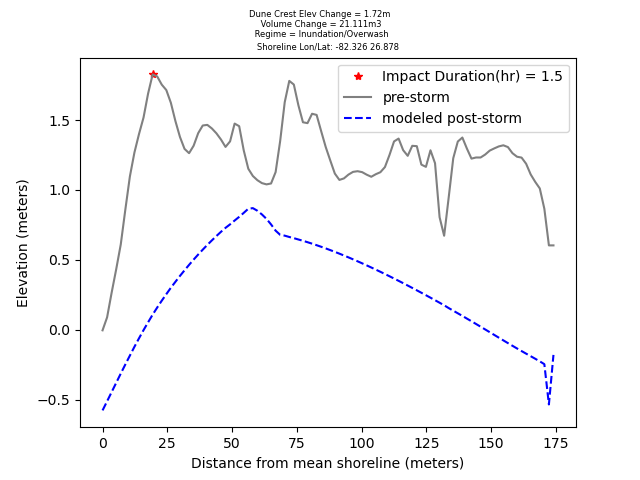 Dune Crest Elev Change = 1.72m
Volume Change = 21.111m3
Regime = Inundation/Overwash
Shoreline Lon/Lat: -82.326 26.878
Impact Duration(hr) = 1.5
pre-storm
modeled post-storm
Elevation (meters)
1.5
1.0
0.5
0.0
−0.5
0 25 50 75 100 125 150 175
Distance from mean shoreline (meters)